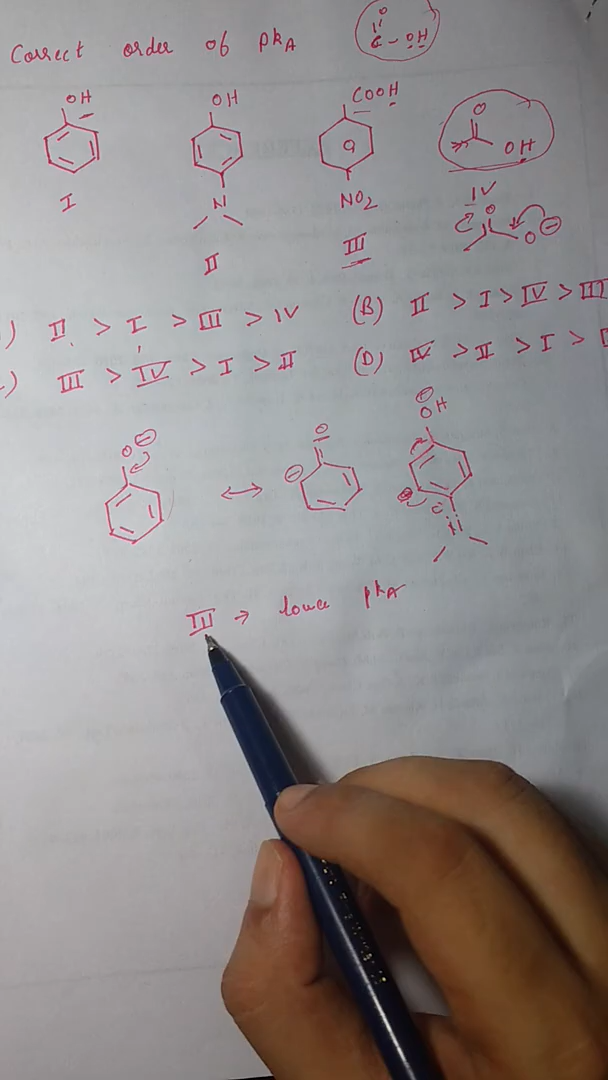 Correct order of pkA
O
C - OH
OH
OH
COOH
O
OH
N
NO2
I
II
III
IV
O
O
II > I > III > IV
(B) II > I > IV > III
III > IV > I > II
(D) IV > II > I >
O
O
OH
N
III → lower pkA